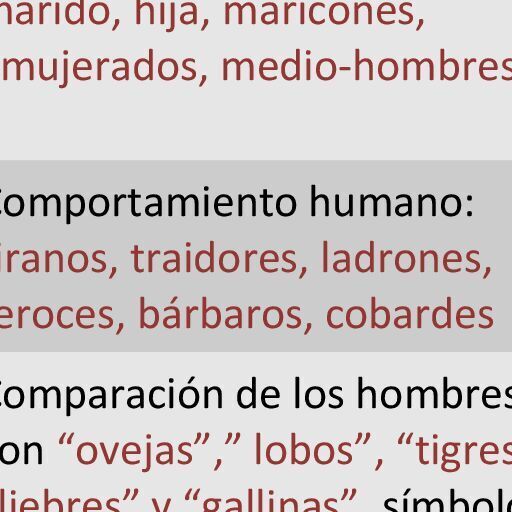 marido, hija, maricones,
mujerados, medio-hombres
Comportamiento humano:
iranos, traidores, ladrones,
eroces, bárbaros, cobardes
Comparación de los hombres
on “ovejas”,” lobos”, “tigres
liebres” y “gallinas”, símbolo